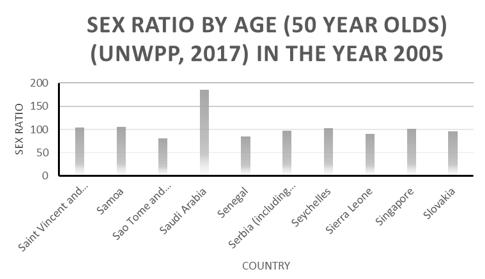 SEX RATIO BY AGE (50 YEAR OLDS)
(UNWPP, 2017) IN THE YEAR 2005
SEX RATIO
200
150
100
50
0
Saint Vincent and...
Samoa
Sao Tome and...
Saudi Arabia
Senegal
Serbia (including...
Seychelles
Sierra Leone
Singapore
Slovakia
COUNTRY